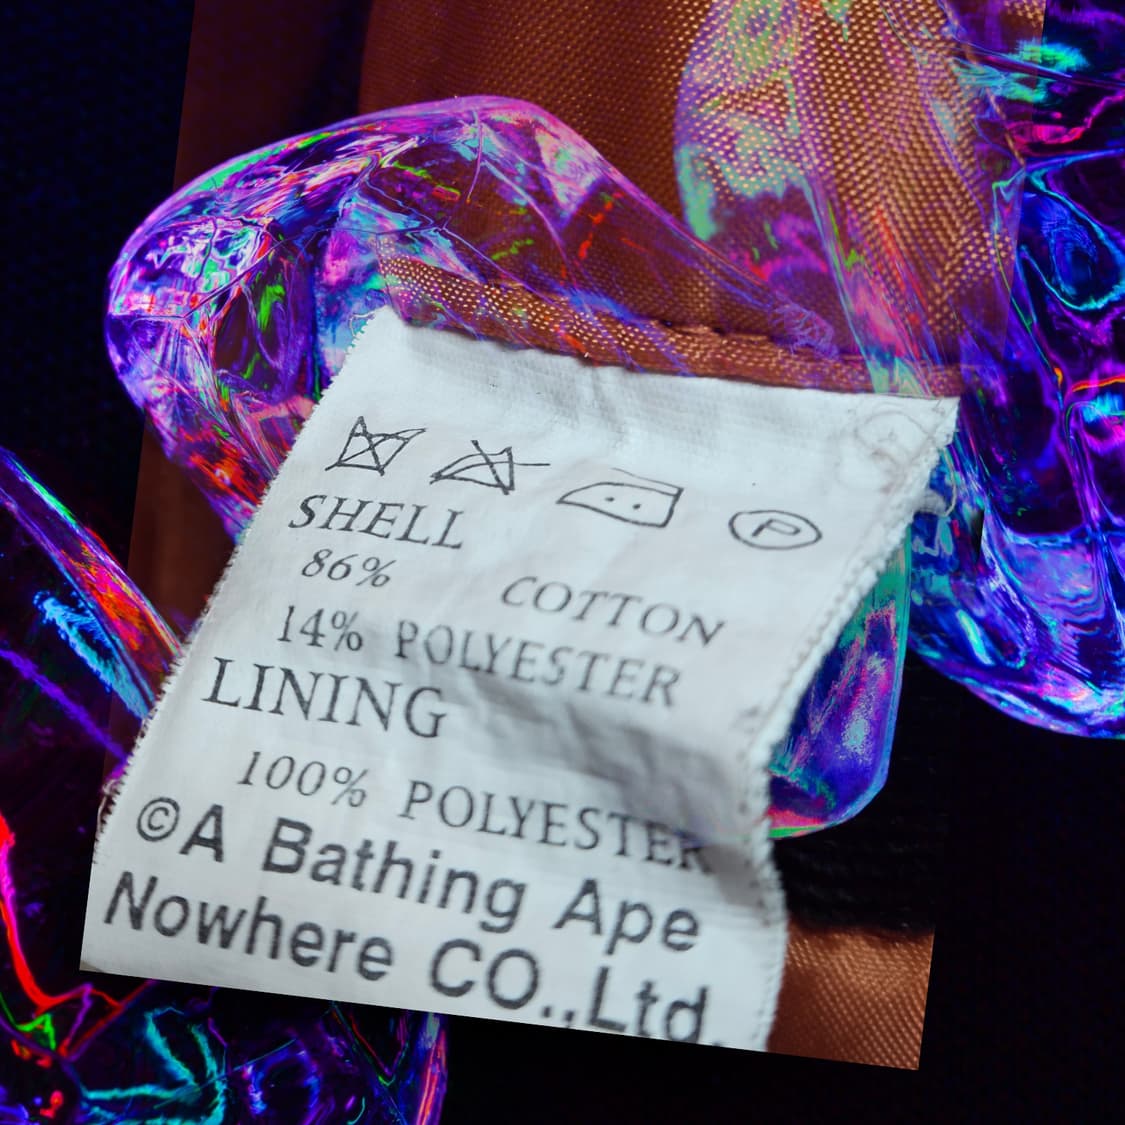 SHELL
86% COTTON
14% POLYESTER
LINING
100% POLYESTER
©A Bathing Ape
Nowhere CO.,Ltd.